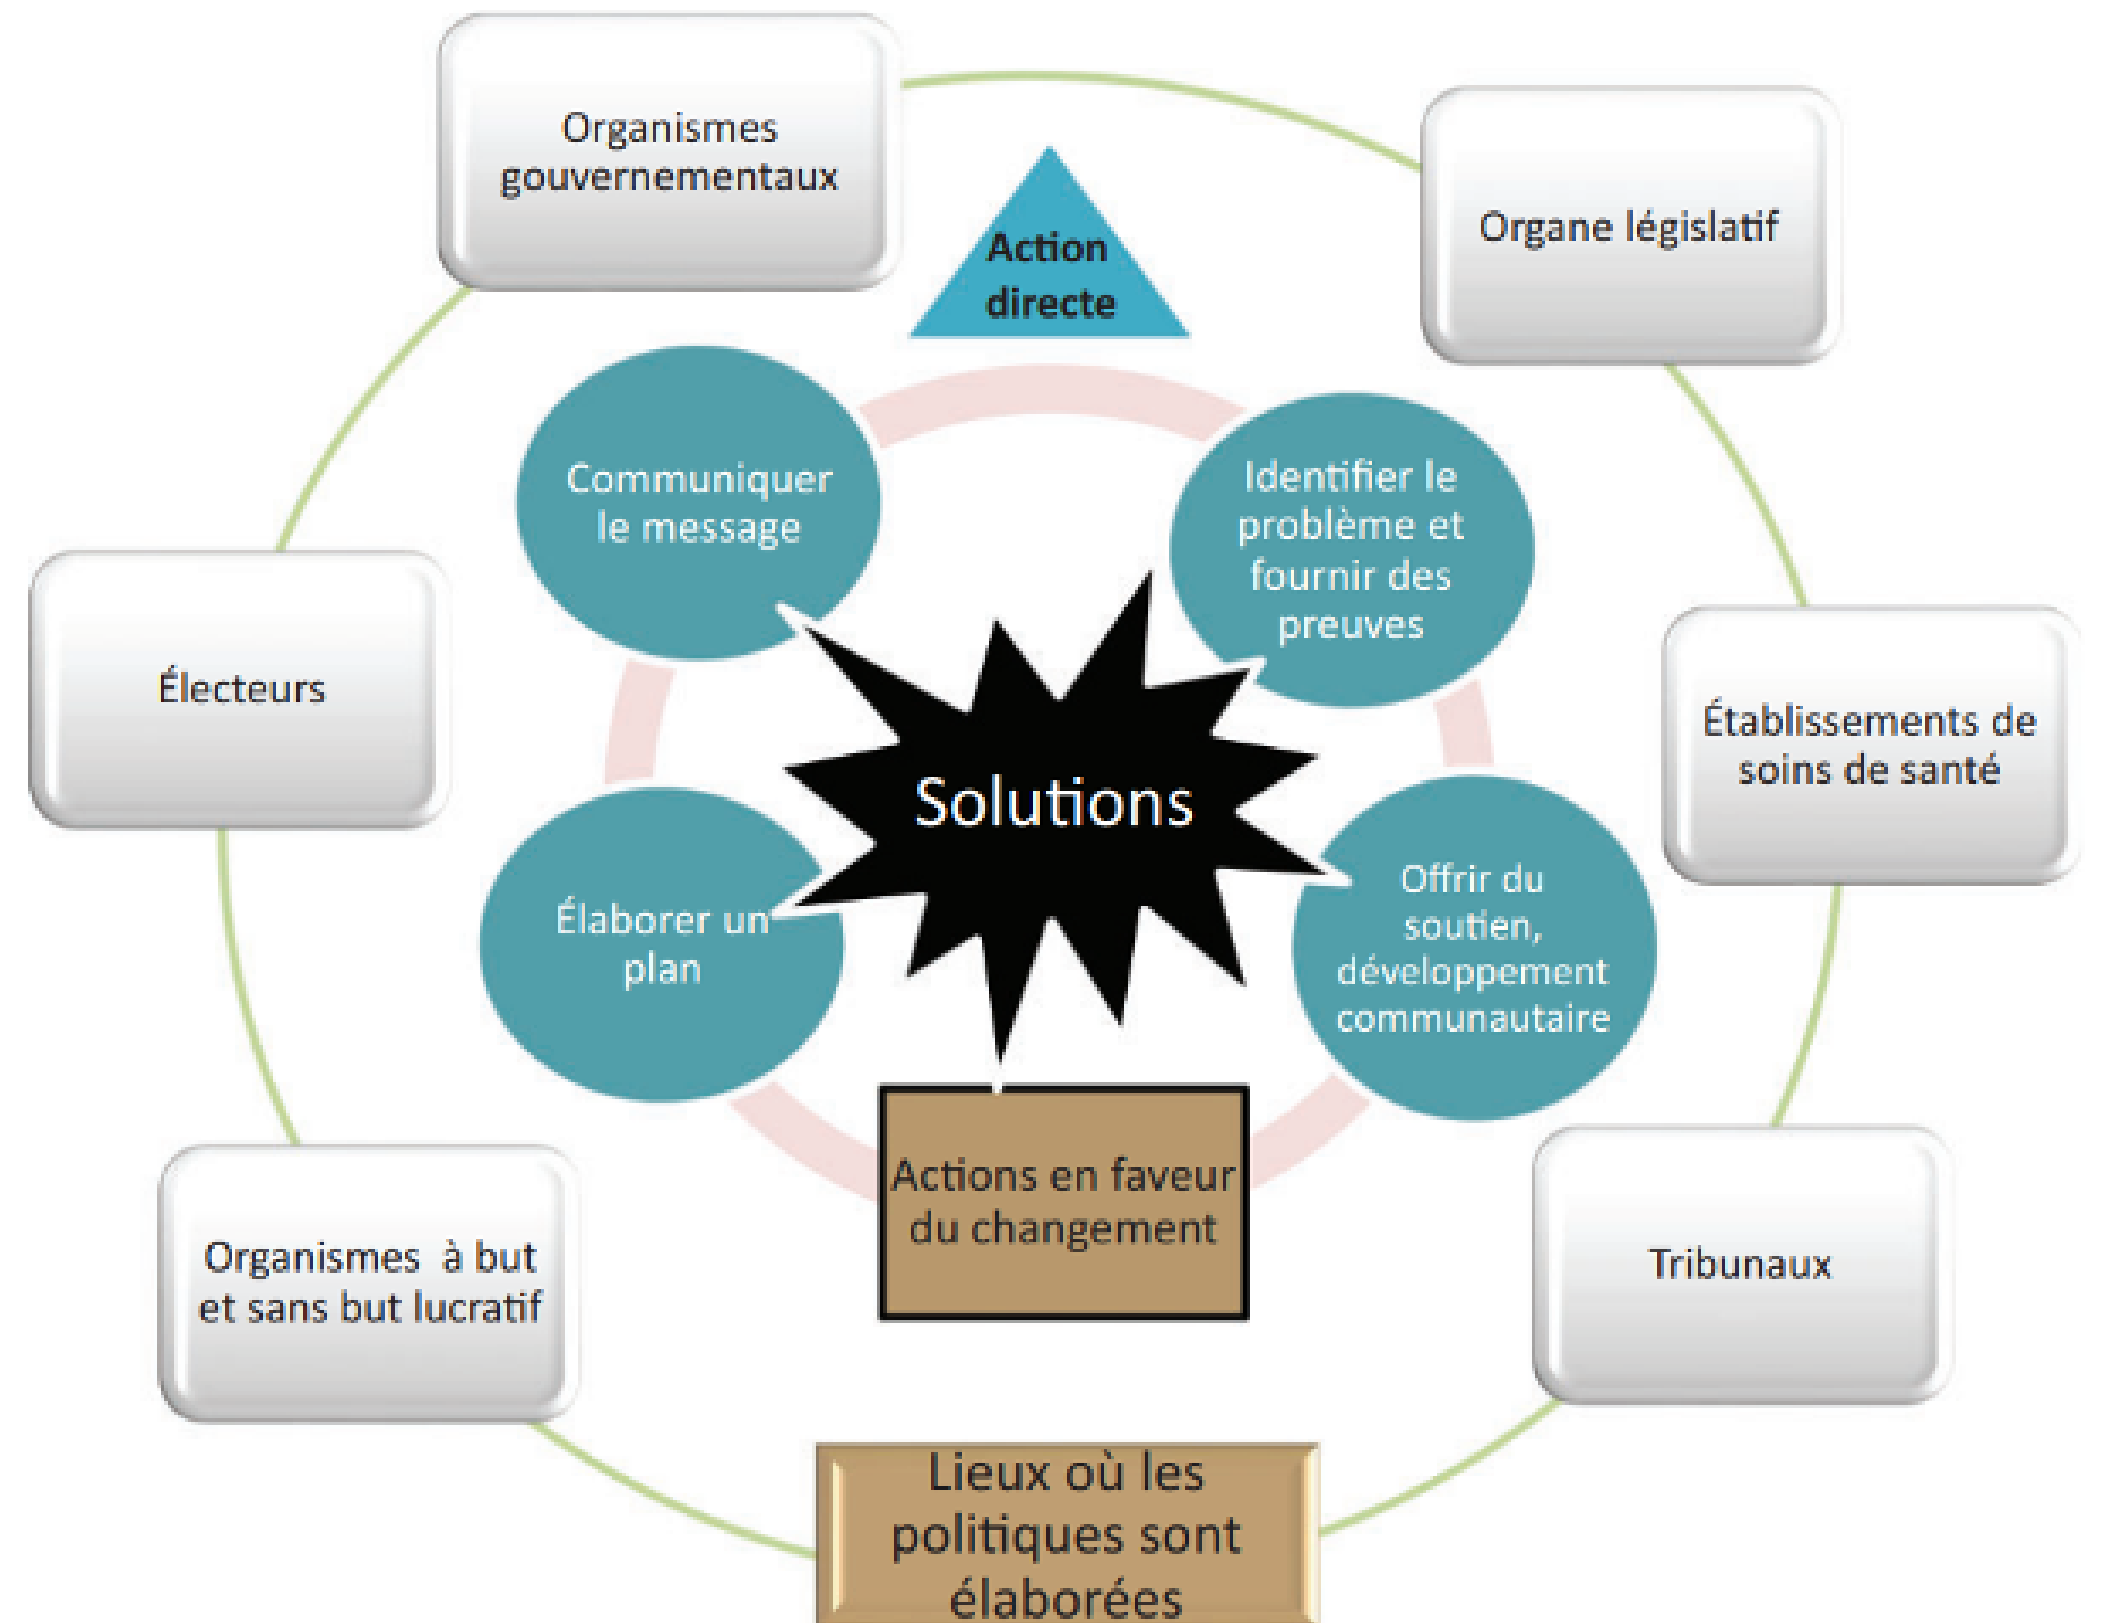 Organismes
gouvernementaux
Organe législatif
Action
directe
Communiquer
le message
Identifier le
problème et
fournir des
preuves
Électeurs
Établissements de
soins de santé
Solutions
Élaborer un
plan
Offrir du
soutien,
développement
communautaire
Actions en faveur
du changement
Organismes à but
et sans but lucratif
Tribunaux
Lieux où les
politiques sont
élaborées